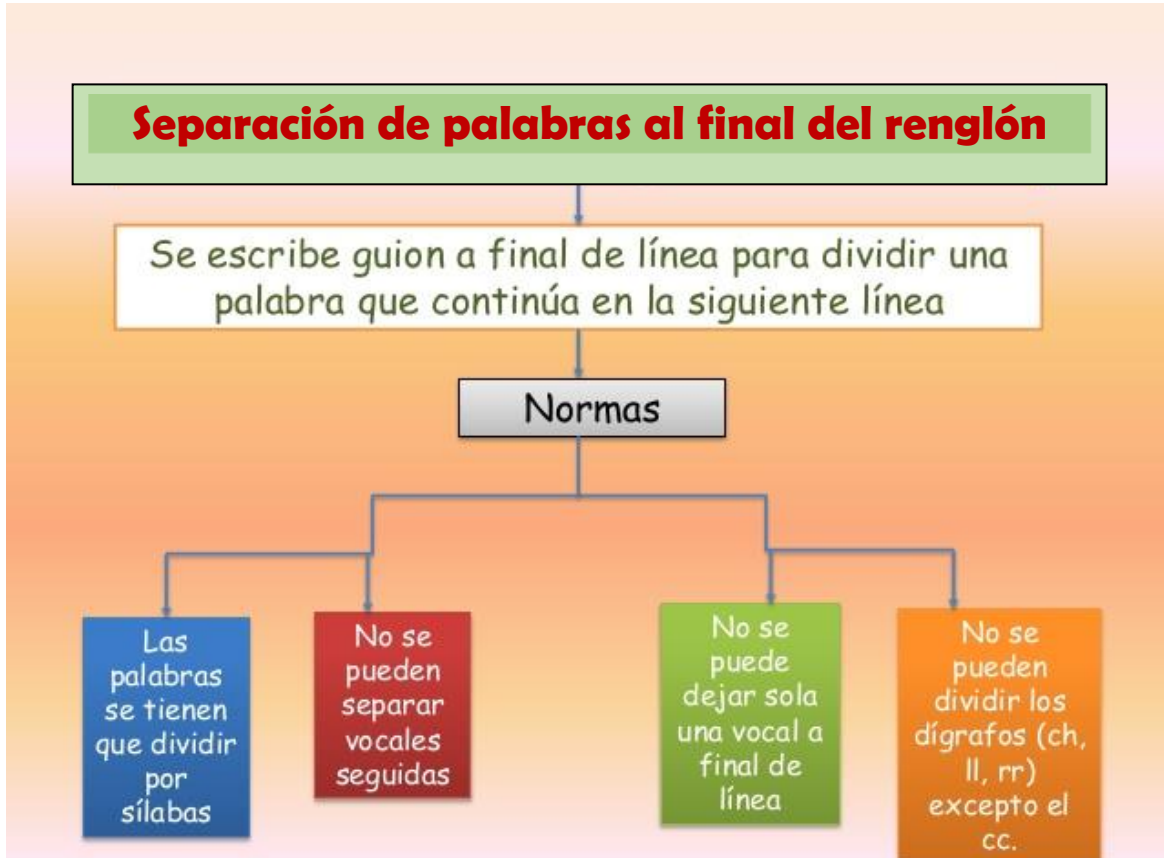 Separación de palabras al final del renglón
Se escribe guion a final de línea para dividir una
palabra que continúa en la siguiente línea
Normas
Las
palabras
se tienen
que dividir
por
sílabas
No se
pueden
separar
vocales
seguidas
No se
puede
dejar sola
una vocal a
final de
línea
No se
pueden
dividir los
dígrafos (ch,
ll, rr)
excepto el
cc.